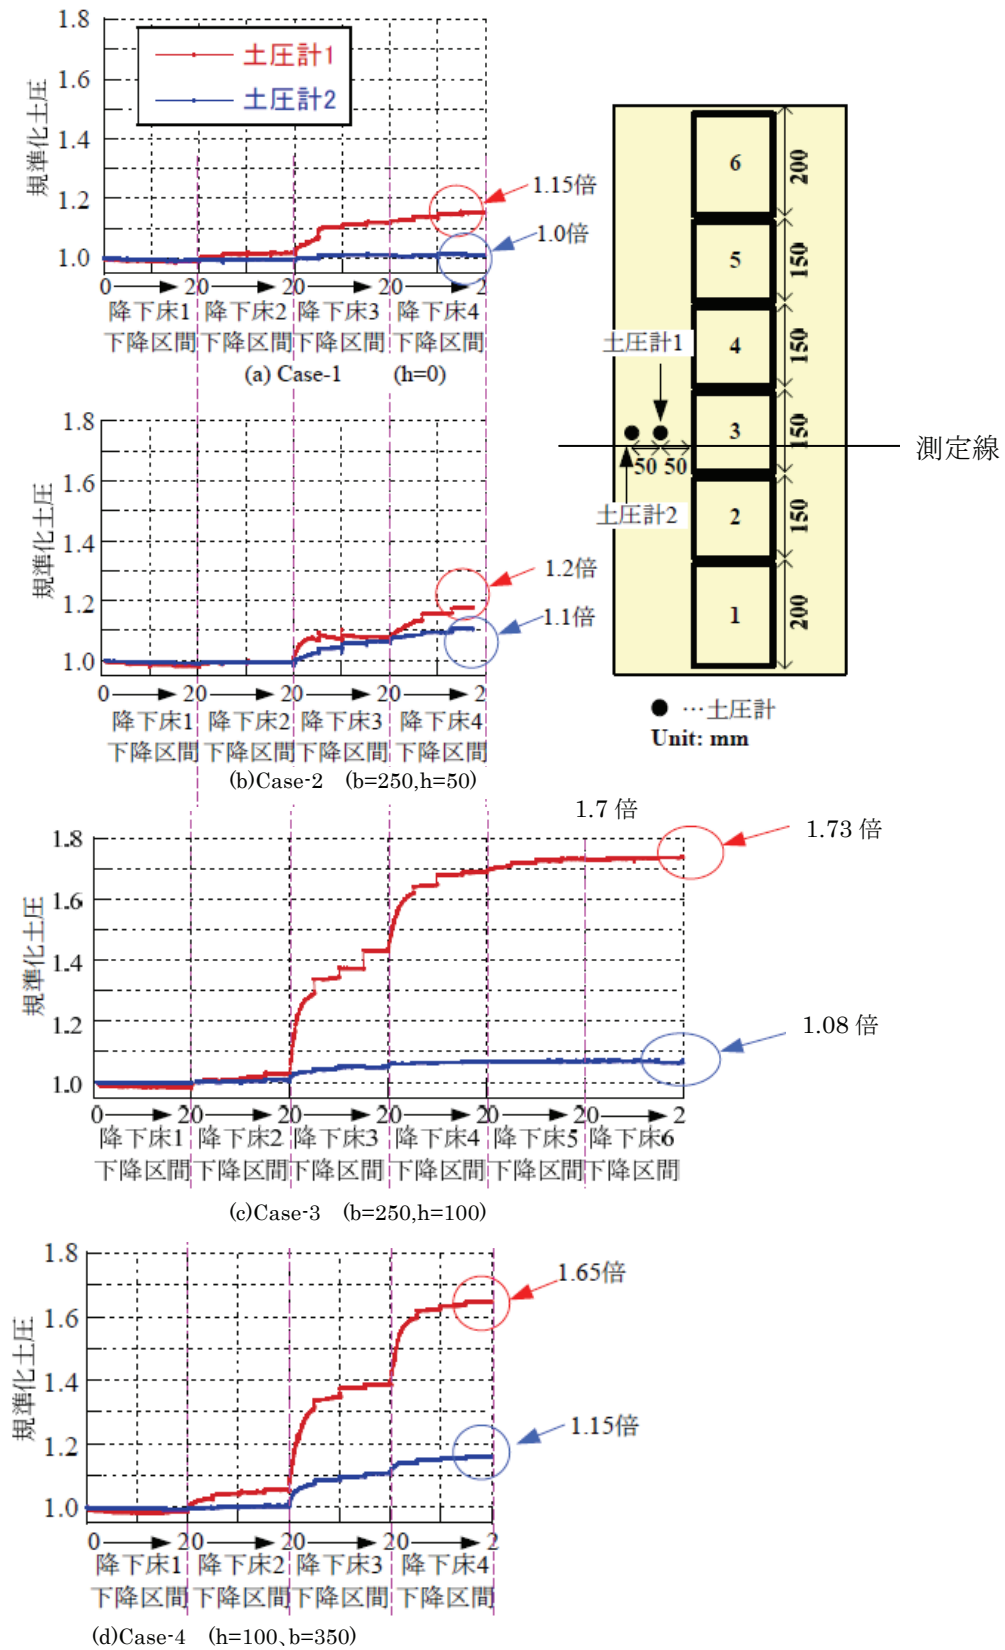 規準化土圧
1.8
1.6
1.4
1.2
1.0
土圧計1
土圧計2
1.15倍
1.0倍
0 20 20 20 2
降下床1 降下床2 降下床3 降下床4
下降区間 下降区間 下降区間 下降区間
(a) Case-1 (h=0)
規準化土圧
1.8
1.6
1.4
1.2
1.0
1.2倍
1.1倍
0 20 20 20 2
降下床1 降下床2 降下床3 降下床4
下降区間 下降区間 下降区間 下降区間
(b)Case-2 (b=250,h=50)
6 200
5 150
4 150
土圧計1
3 150
測定線
50 50
土圧計2
2 150
1 200
● …土圧計
Unit: mm
規準化土圧
1.8
1.6
1.4
1.2
1.0
1.7 倍
1.73 倍
1.08 倍
0 20 20 20 20 20 2
降下床1 降下床2 降下床3 降下床4 降下床5 降下床6
下降区間 下降区間 下降区間 下降区間 下降区間 下降区間
(c)Case-3 (b=250,h=100)
規準化土圧
1.8
1.6
1.4
1.2
1.0
1.65倍
1.15倍
0 20 20 20 2
降下床1 降下床2 降下床3 降下床4
下降区間 下降区間 下降区間 下降区間
(d)Case-4 (h=100、b=350)